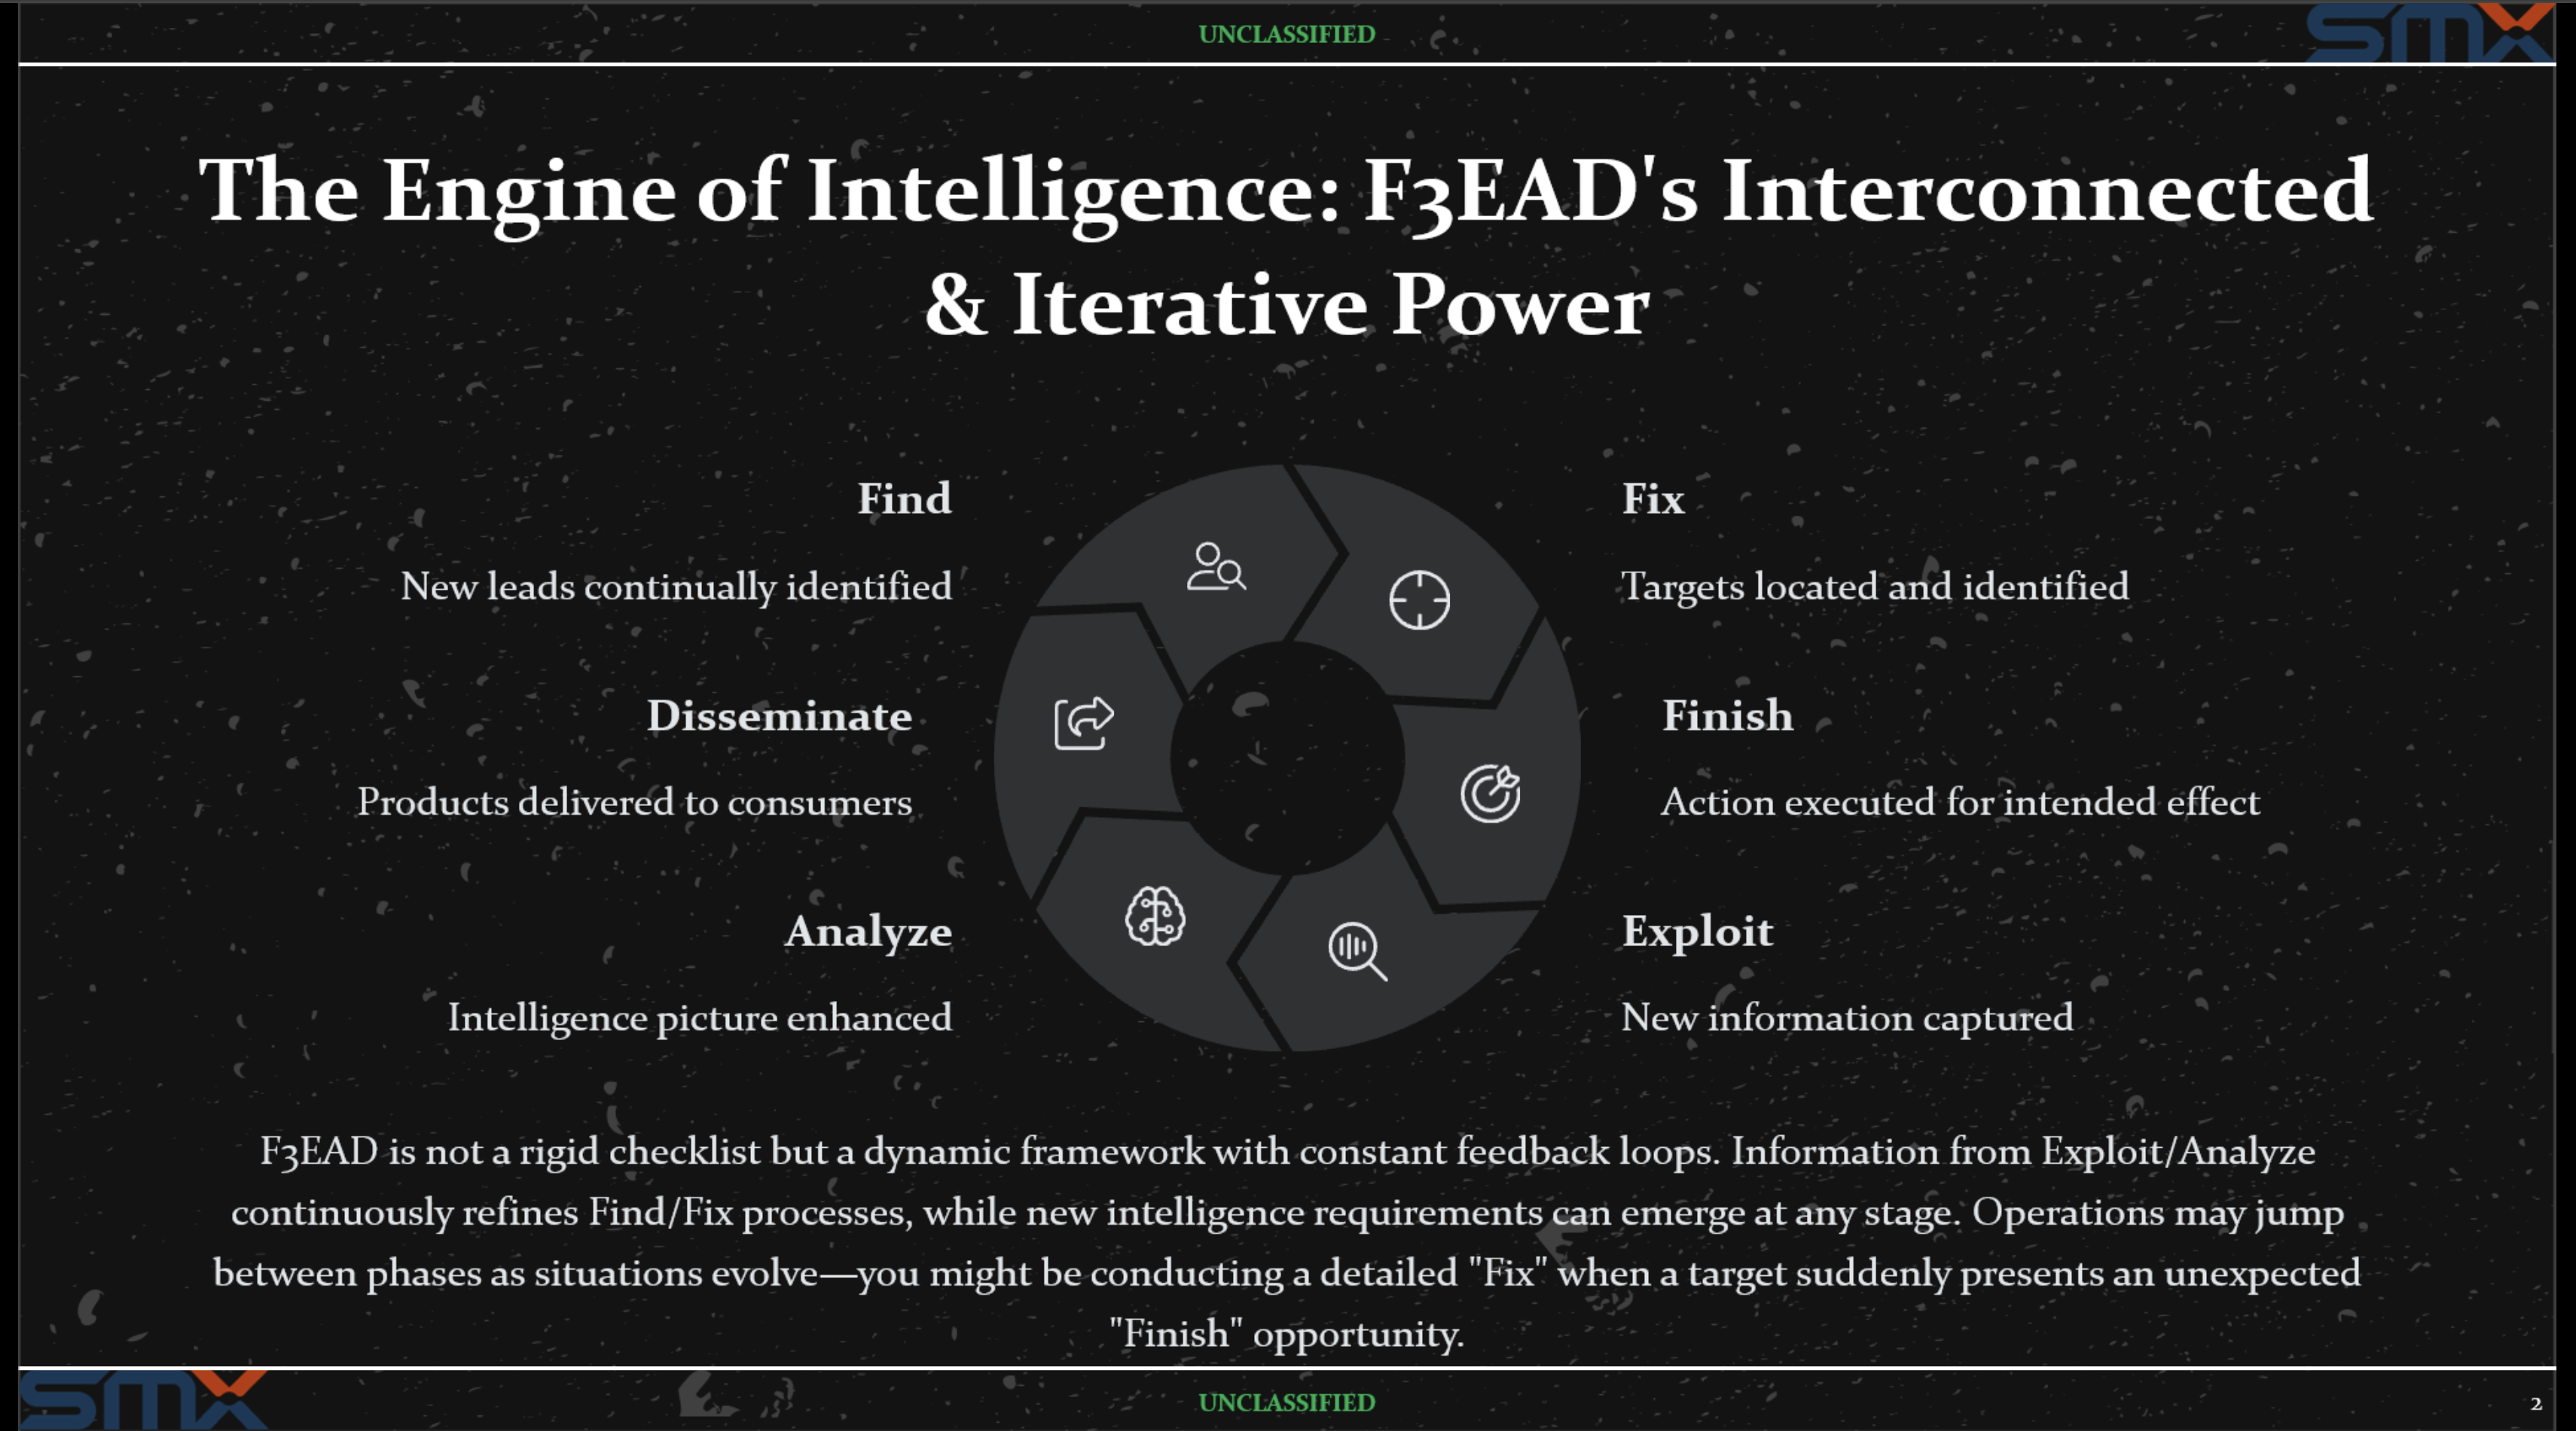 UNCLASSIFIED
SMX
The Engine of Intelligence: F3EAD's Interconnected
& Iterative Power
Find
New leads continually identified
Fix
Targets located and identified
Disseminate
Products delivered to consumers
Finish
Action executed for intended effect
Analyze
Intelligence picture enhanced
Exploit
New information captured
F3EAD is not a rigid checklist but a dynamic framework with constant feedback loops. Information from Exploit/Analyze
continuously refines Find/Fix processes, while new intelligence requirements can emerge at any stage. Operations may jump
between phases as situations evolve—you might be conducting a detailed "Fix" when a target suddenly presents an unexpected
"Finish" opportunity.
SMX
UNCLASSIFIED
2